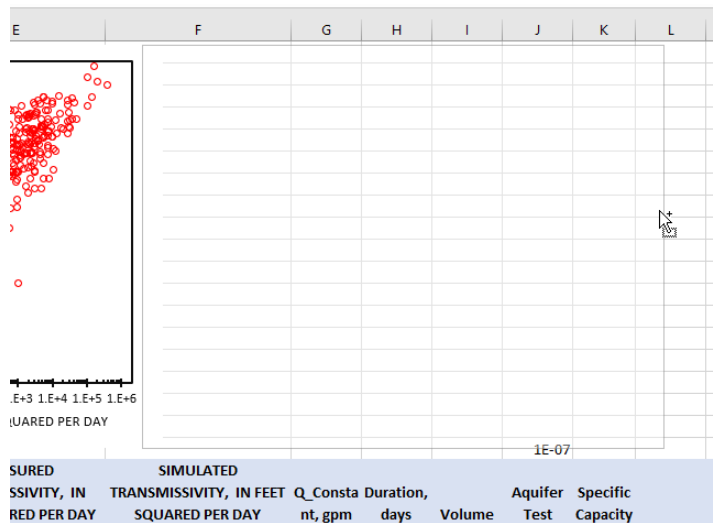 E F G H I J K L
.E+3 1.E+4 1.E+5 1.E+6
QUARED PER DAY
1E-07
SURED SIMULATED
SSIVITY, IN TRANSMISSIVITY, IN FEET Q_Consta Duration, Aquifer Specific
RED PER DAY SQUARED PER DAY nt, gpm days Volume Test Capacity